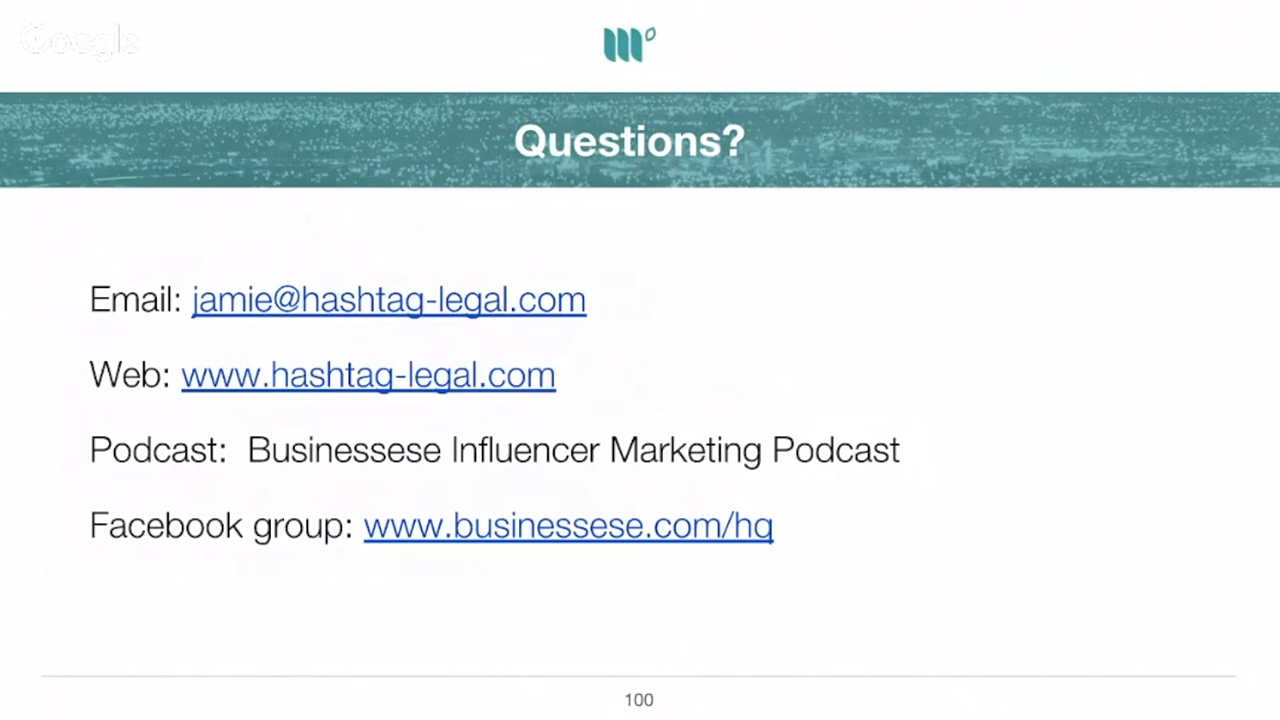 Google
Questions?
Email: jamie@hashtag-legal.com
Web: www.hashtag-legal.com
Podcast: Businessese Influencer Marketing Podcast
Facebook group: www.businessese.com/hq
100